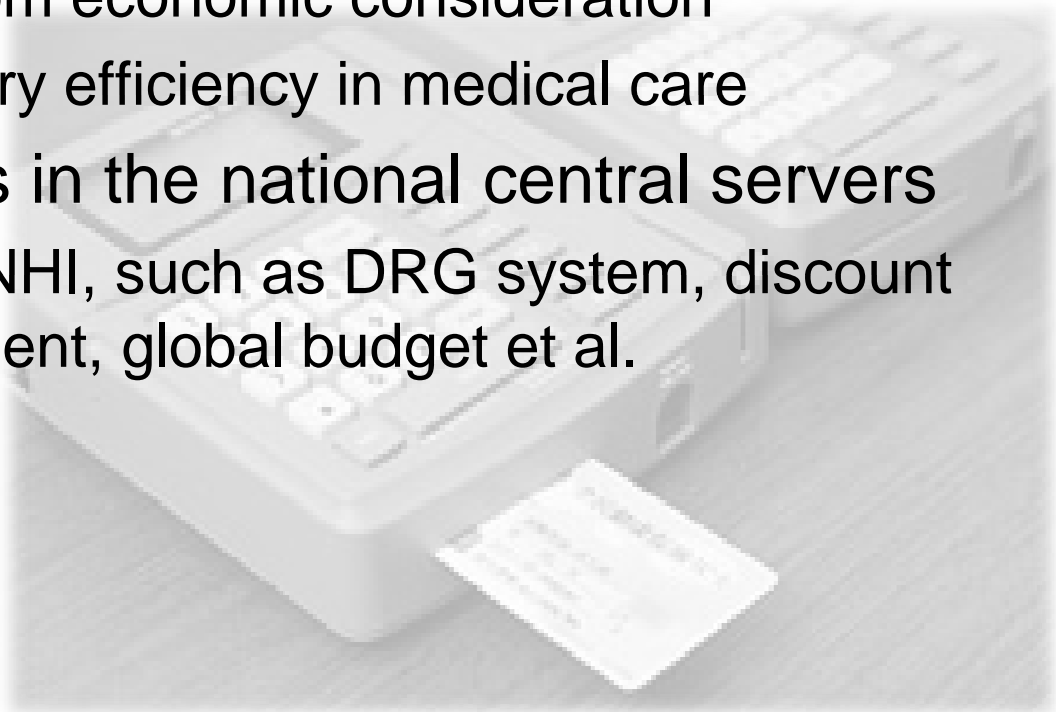 om economic consideration
ry efficiency in medical care
s in the national central servers
NHI, such as DRG system, discount
ent, global budget et al.